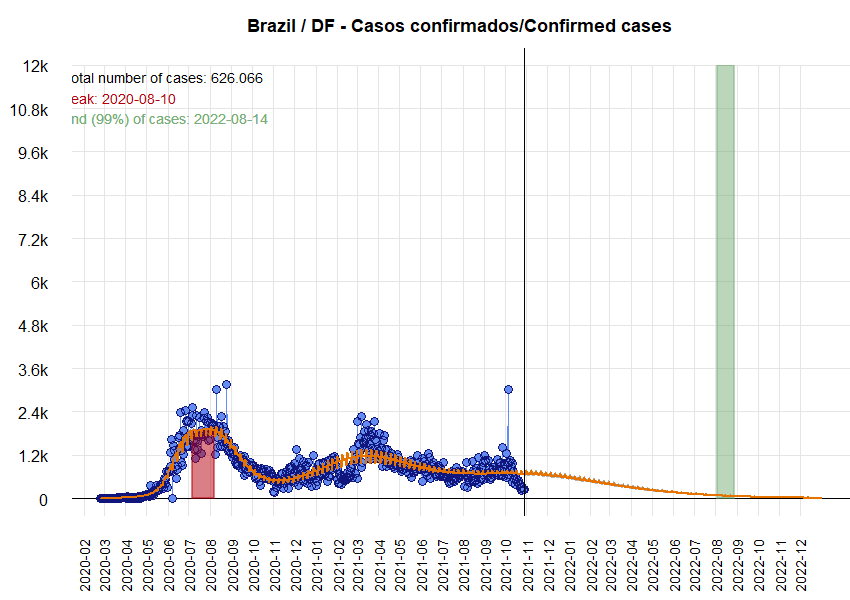 Brazil / DF - Casos confirmados/Confirmed cases
12k
otal number of cases: 626.066
eak: 2020-08-10
10.8k
nd (99%) of cases: 2022-08-14
9.6k
8.4k
7.2k
6k
4.8k
3.6k
2.4k
1.2k
0
2020-02
2020-03
2020-04
2020-05
2020-06
2020-07
2020-08
2020-09
2020-10
2020-11
2020-12
2021-01
2021-02
2021-03
2021-04
2021-05
2021-06
2021-07
2021-08
2021-09
2021-10
2021-11
2021-12
2022-01
2022-02
2022-03
2022-04
2022-05
2022-06
2022-07
2022-08
2022-09
2022-10
2022-11
2022-12